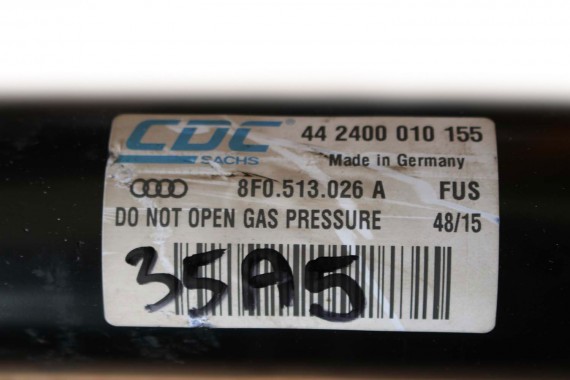 CDC 44 2400 010 155
SACHS Made in Germany
8F0.513.026 A FUS
DO NOT OPEN GAS PRESSURE 48/15
35A5